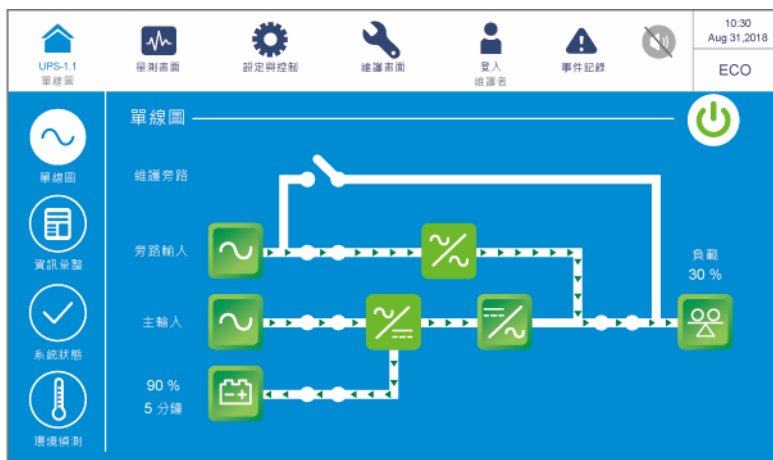 UPS-1.1
單線圖
量測畫面
設定與控制
維護畫面
登入
維護者
事件記錄
10:30
Aug 31,2018
ECO
單線圖
資訊彙整
系統狀態
環境偵測
單線圖
維護旁路
旁路輸入
主輸入
90 %
5 分鐘
負載
30 %